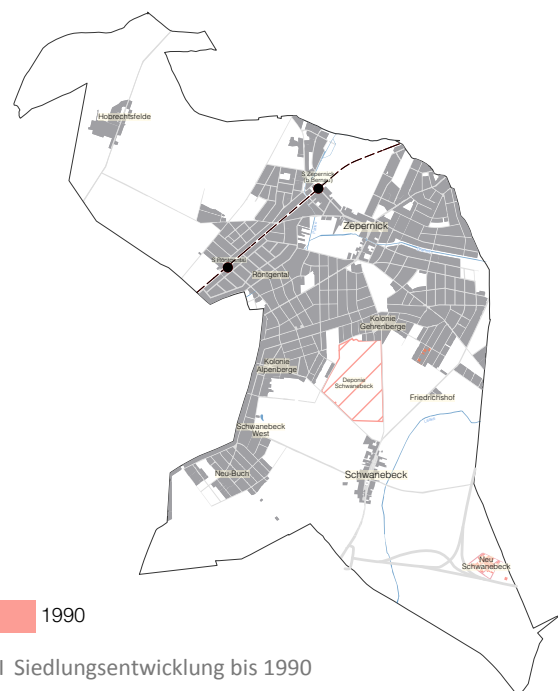 Hobrechtsfelde
S Zepernick
(b Bernau)
Zepernick
S Röntgental
Röntgental
Kolonie
Gehrenberge
Kolonie
Alpenberge
Deponie
Schwanebeck
Friedrichshof
Schwanebeck
West
Neu-Buch
Schwanebeck
Neu
Schwanebeck
1990
Siedlungsentwicklung bis 1990